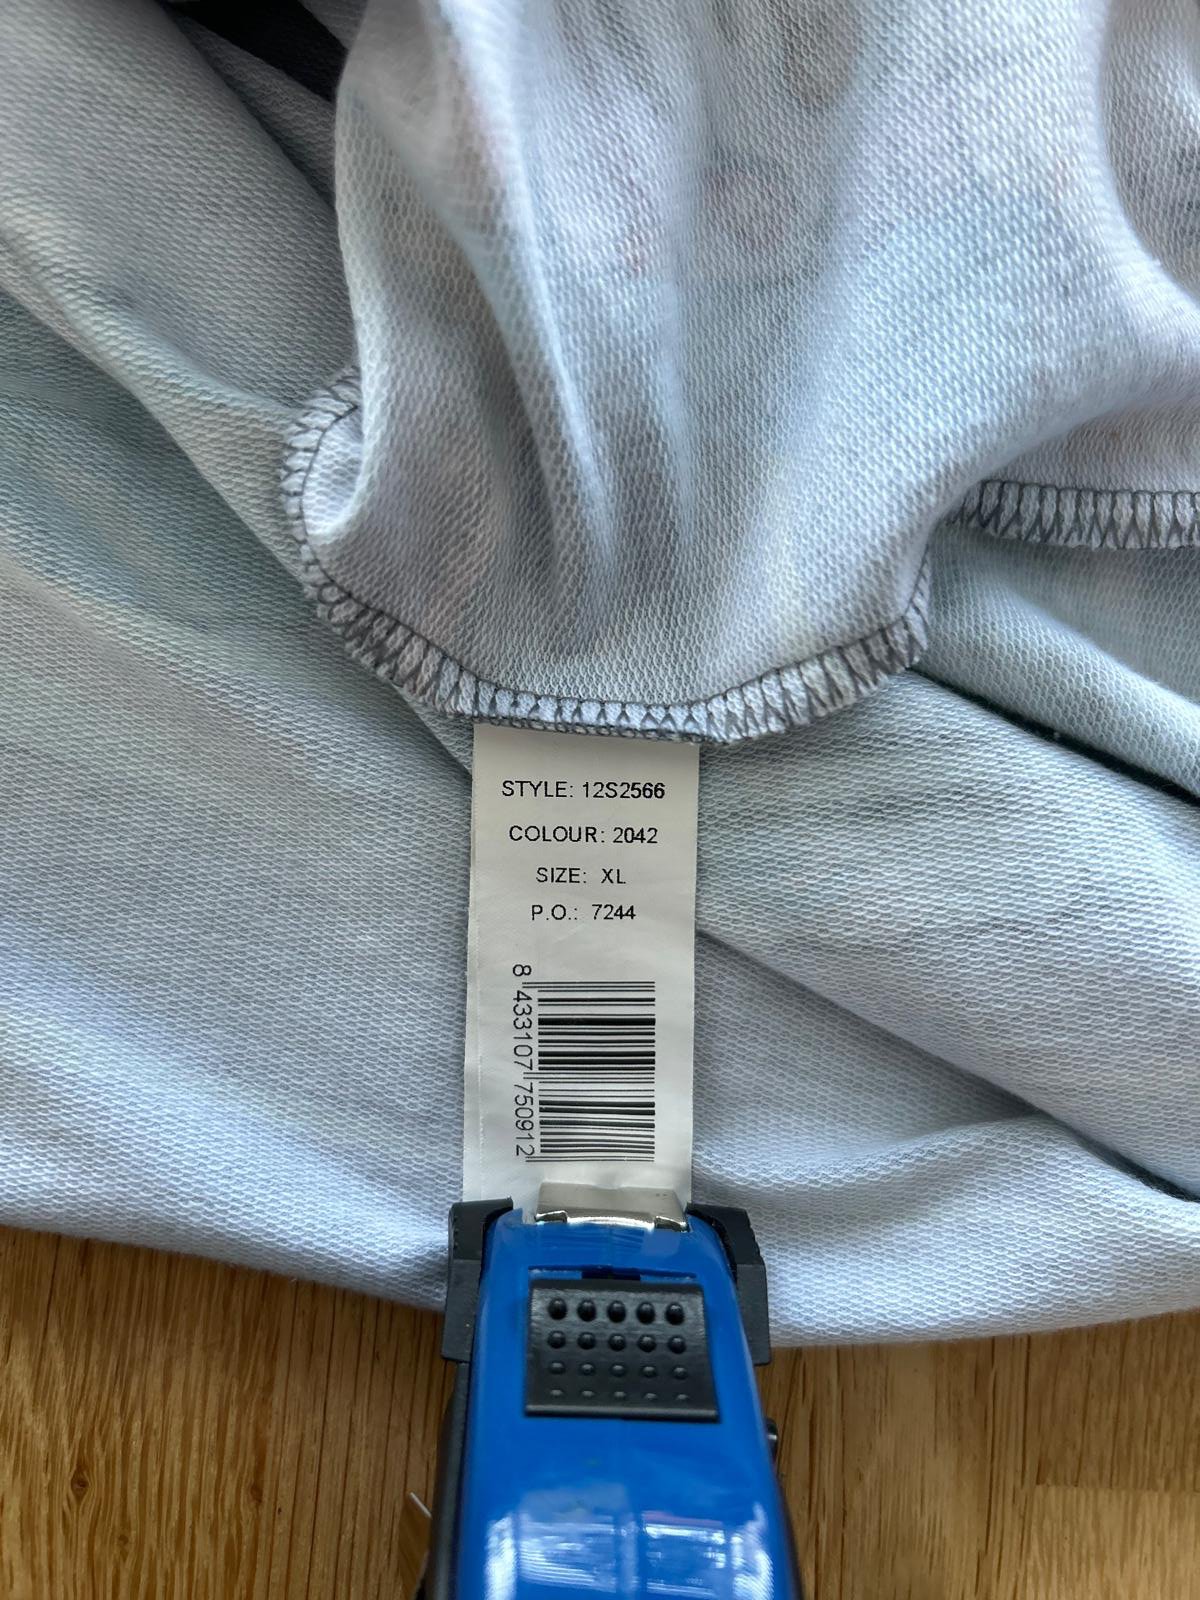 STYLE: 12S2566
COLOUR: 2042
SIZE: XL
P.O.: 7244
8 433107 750912